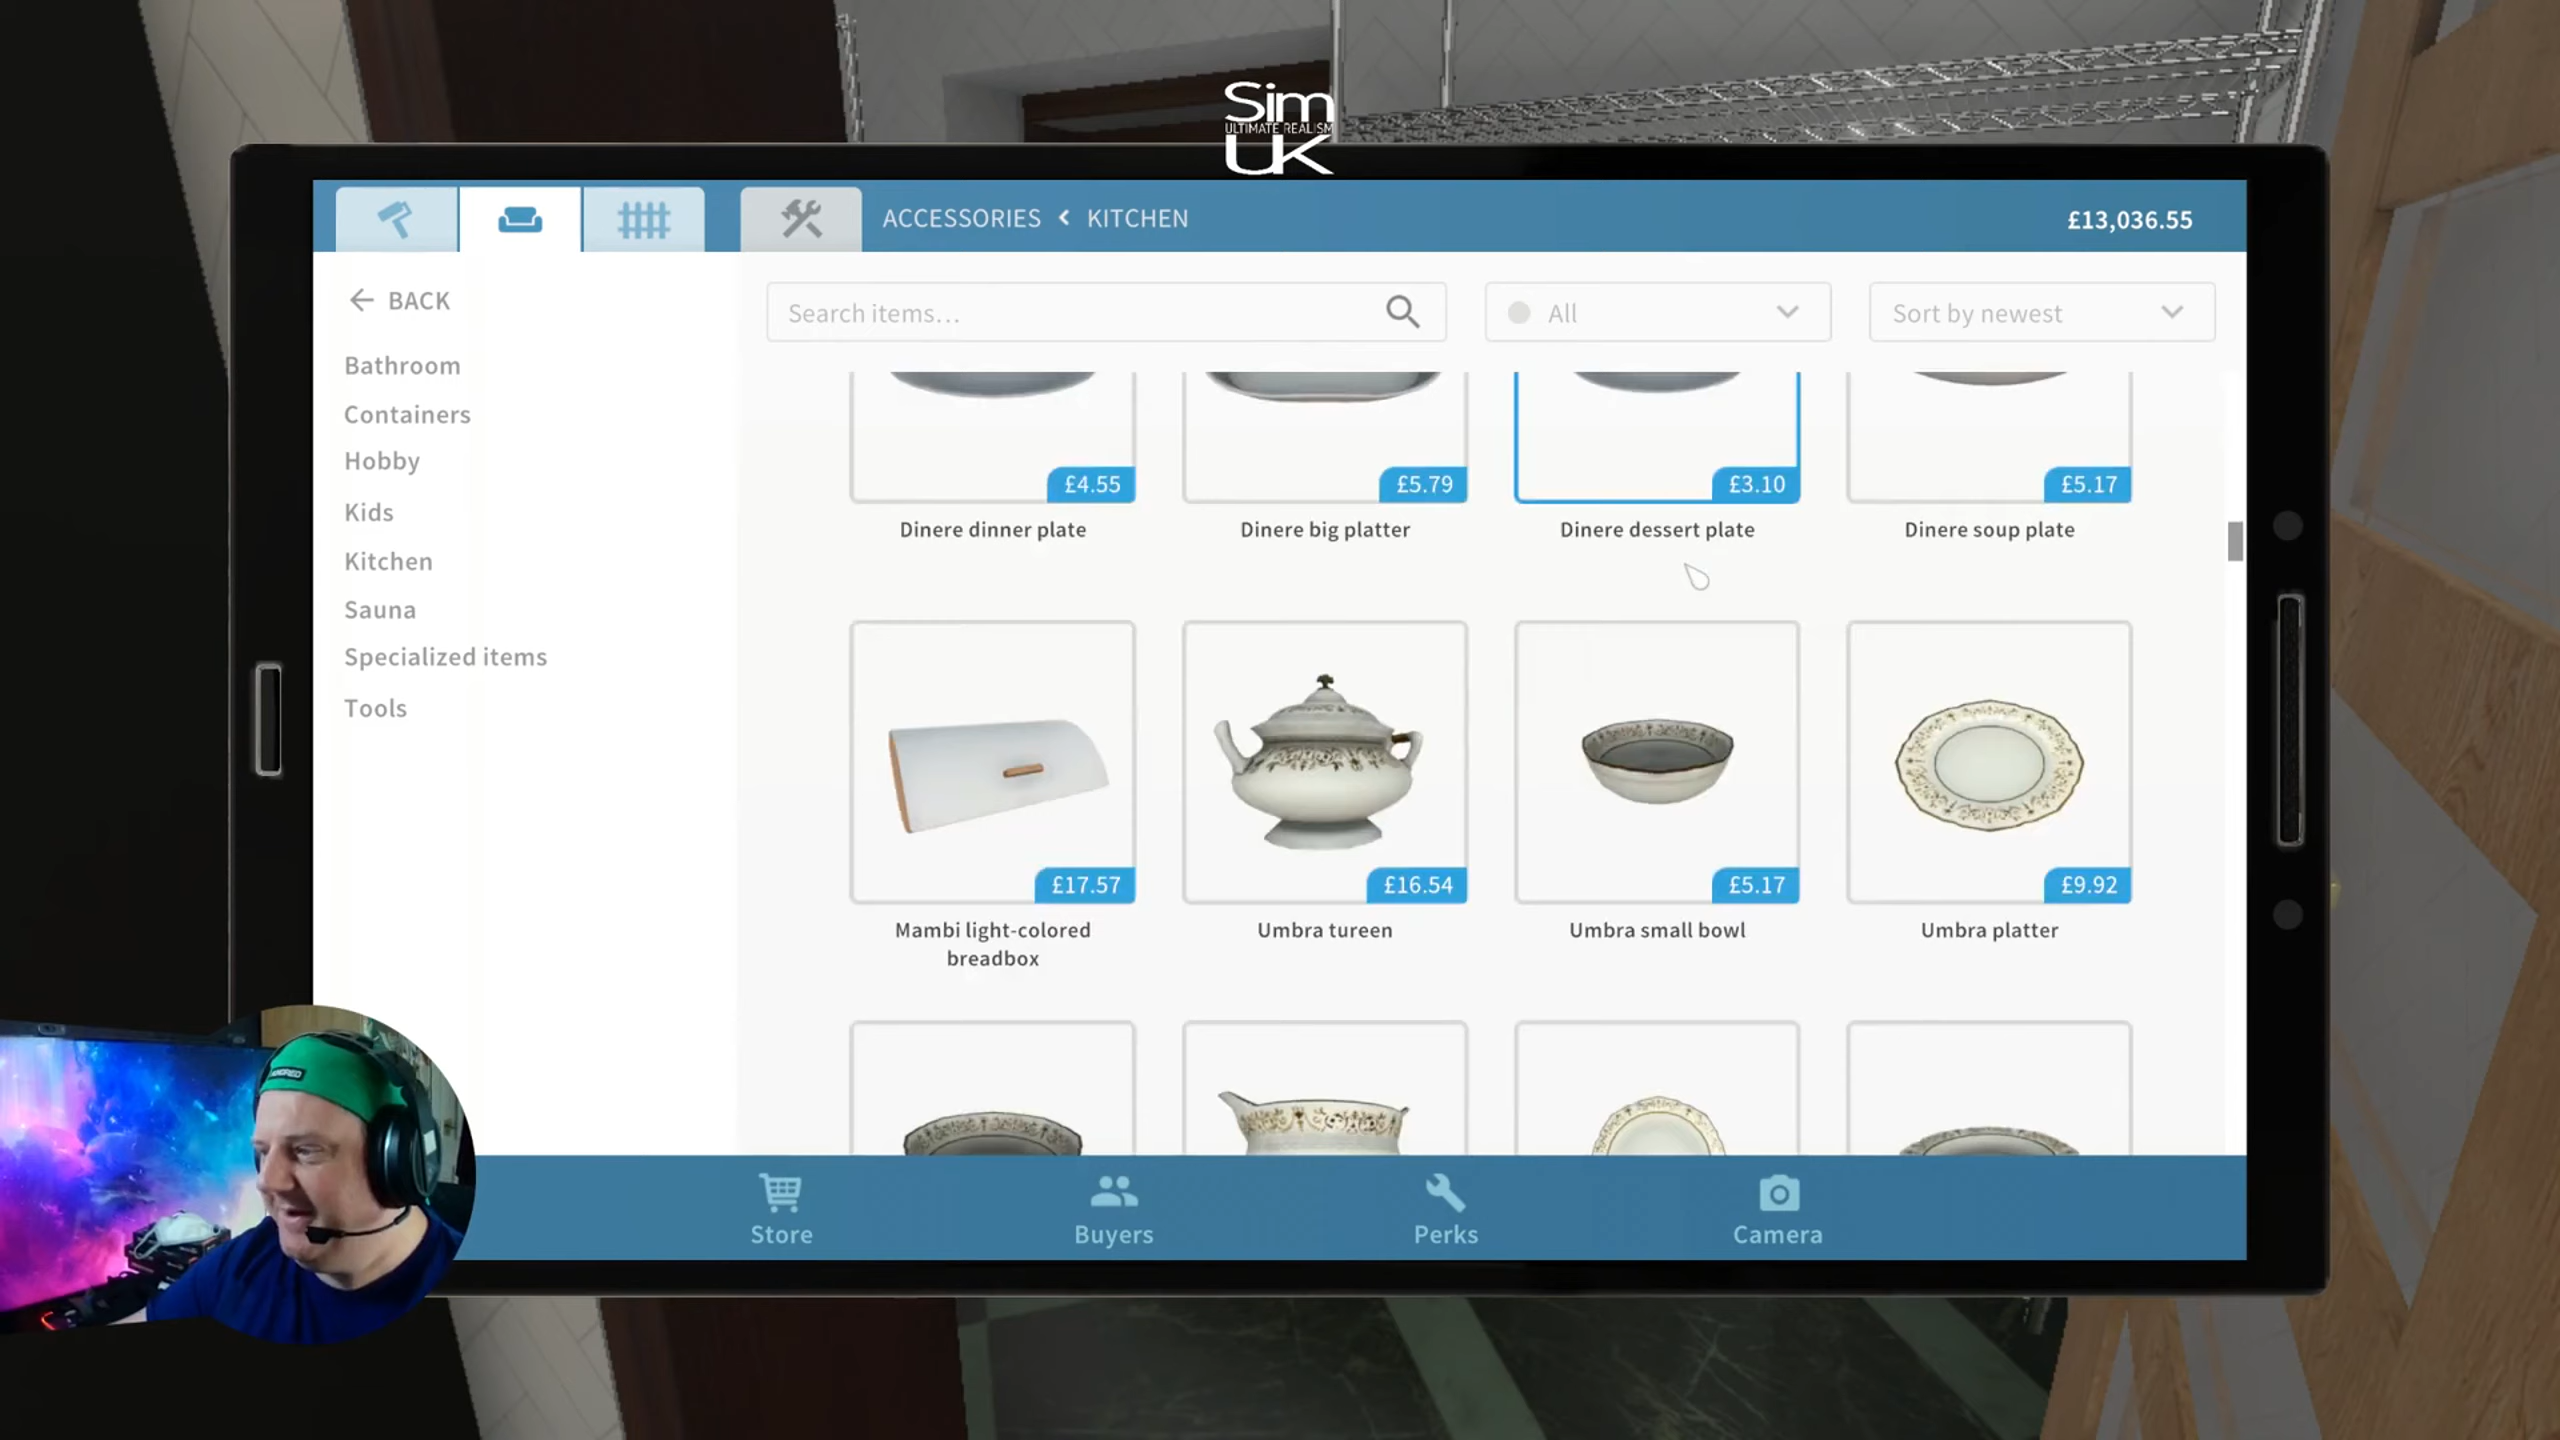 Sim
ULTIMATE REALISM
UK
ACCESSORIES < KITCHEN
£13,036.55
BACK
Search items...
All
Sort by newest
Bathroom
Containers
Hobby
Kids
Kitchen
Sauna
Specialized items
Tools
£4.55
£5.79
£3.10
£5.17
Dinere dinner plate
Dinere big platter
Dinere dessert plate
Dinere soup plate
£17.57
£16.54
£5.17
£9.92
Mambi light-colored
breadbox
Umbra tureen
Umbra small bowl
Umbra platter
Store
Buyers
Perks
Camera